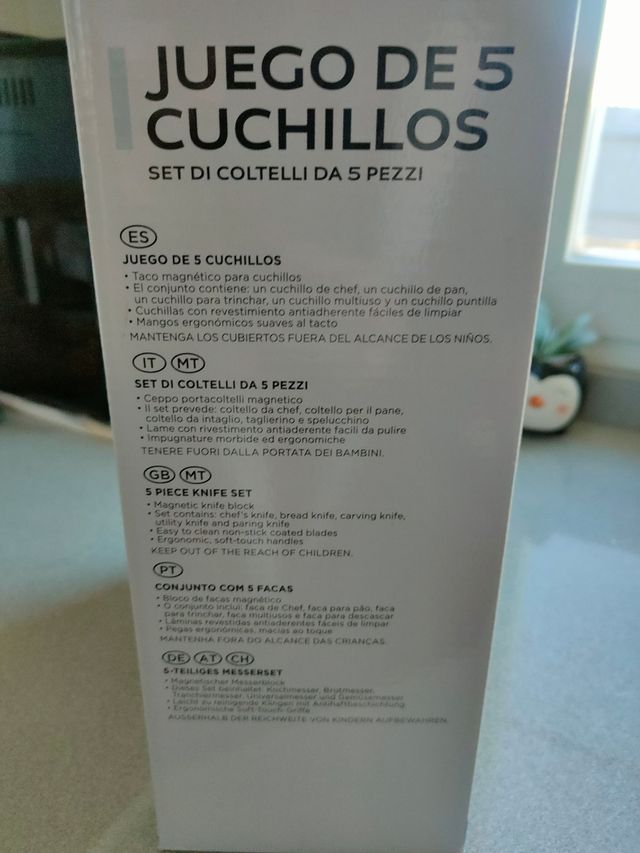 JUEGO DE 5
CUCHILLOS
SET DI COLTELLI DA 5 PEZZI
ES
JUEGO DE 5 CUCHILLOS
• Taco magnético para cuchillos
• El conjunto contiene: un cuchillo de chef, un cuchillo de pan,
un cuchillo para trinchar, un cuchillo multiuso y un cuchillo puntilla
• Cuchillas con revestimiento antiadherente fáciles de limpiar
• Mangos ergonómicos suaves al tacto
MANTENGA LOS CUBIERTOS FUERA DEL ALCANCE DE LOS NIÑOS.
IT MT
SET DI COLTELLI DA 5 PEZZI
• Ceppo portacoltelli magnetico
• Il set prevede: coltello da chef, coltello per il pane,
coltello da intaglio, taglierino e spelucchino
• Lame con rivestimento antiaderente facili da pulire
• Impugnature morbide ed ergonomiche
TENERE FUORI DALLA PORTATA DEI BAMBINI.
GB MT
5 PIECE KNIFE SET
• Magnetic knife block
• Set contains: chef's knife, bread knife, carving knife,
utility knife and paring knife
• Easy to clean non-stick coated blades
• Ergonomic, soft-touch handles
KEEP OUT OF THE REACH OF CHILDREN.
PT
CONJUNTO COM 5 FACAS
• Bloco de facas magnético
• O conjunto inclui: faca de Chef, faca para pão, faca
para trinchar, faca multiusos e faca para descascar
• Lâminas revestidas antiaderentes fáceis de limpar
• Pegas ergonómicas, macias ao toque
MANTENHA FORA DO ALCANCE DAS CRIANÇAS.
DE AT CH
5-TEILIGES MESSERSET
• Magnetischer Messerblock
• Dieses Set beinhaltet: Kochmesser, Brotmesser,
Tranchiermesser, Universalmesser und Gemüsemesser
• Leicht zu reinigende Klingen mit Antihaftbeschichtung
• Ergonomische Soft-Touch-Griffe
AUSSERHALB DER REICHWEITE VON KINDERN AUFBEWAHREN.